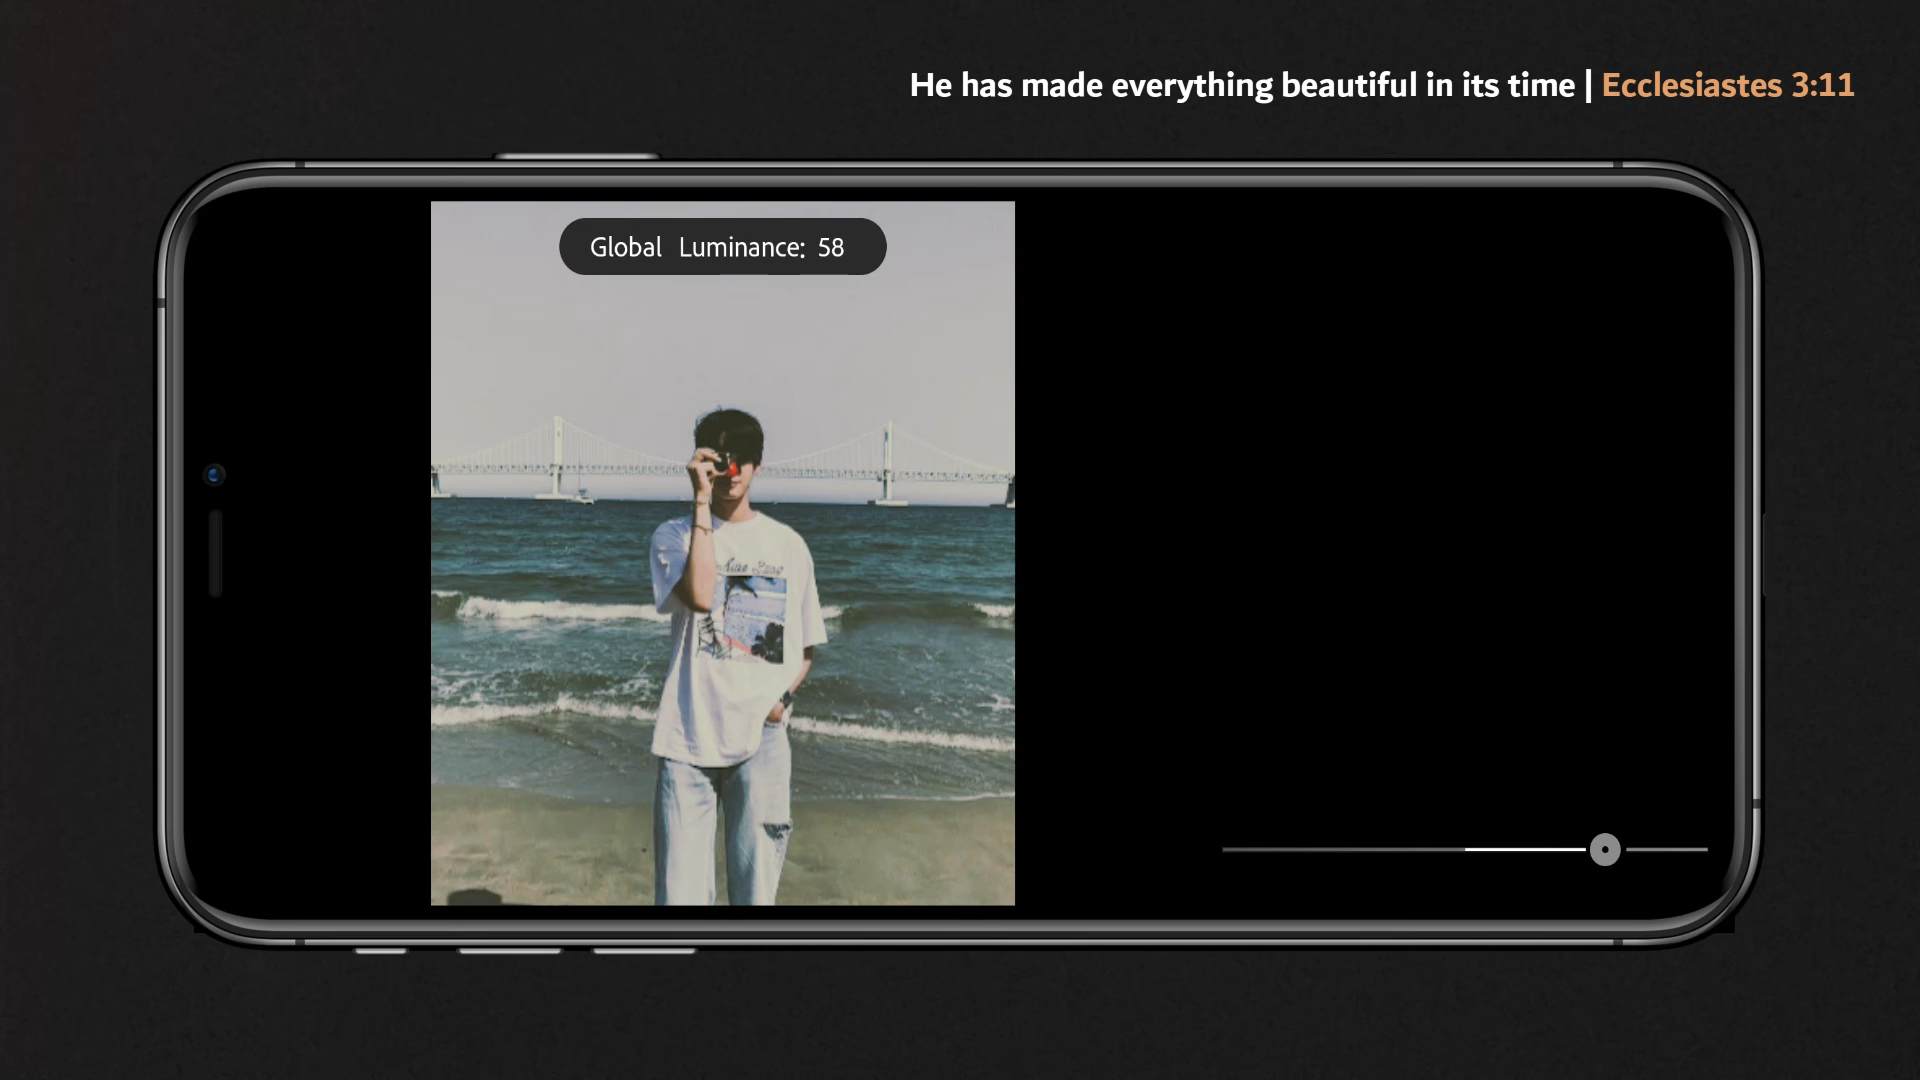 He has made everything beautiful in its time | Ecclesiastes 3:11
Global Luminance: 58